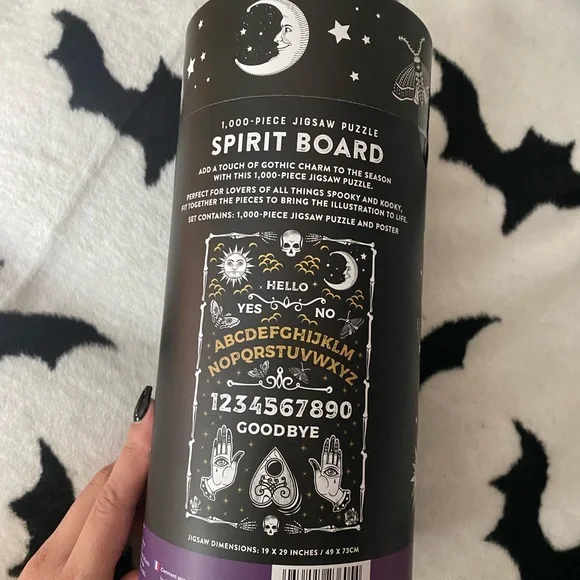 1,000-PIECE JIGSAW PUZZLE
SPIRIT BOARD
ADD A TOUCH OF GOTHIC CHARM TO THE SEASON
WITH THIS 1,000-PIECE JIGSAW PUZZLE.
PERFECT FOR LOVERS OF ALL THINGS SPOOKY AND KOOKY,
FIT TOGETHER THE PIECES TO BRING THE ILLUSTRATION TO LIFE.
SET CONTAINS: 1,000-PIECE JIGSAW PUZZLE AND POSTER
HELLO
YES NO
ABCDEFGHIJKLM
NOPQRSTUVWXYZ
1234567890
GOODBYE
JIGSAW DIMENSIONS: 19 X 29 INCHES / 49 X 73CM